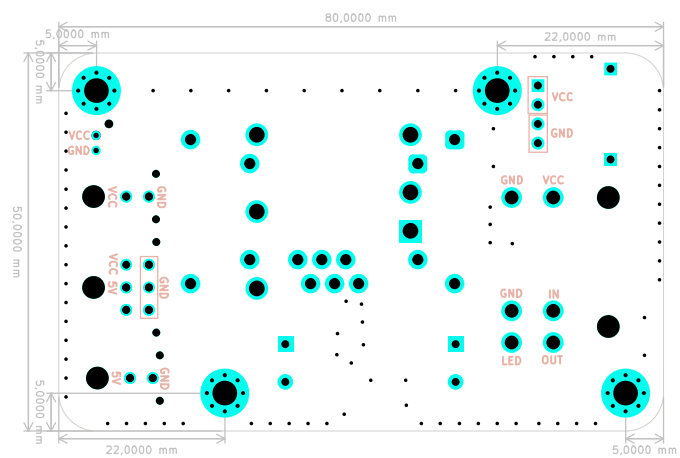 80,0000 mm
5,0000 mm
22,0000 mm
5,0000 mm
VCC
GND
VCC
GND
VCC
GND
GND
VCC
50,0000 mm
VCC
5V
GND
GND
IN
LED
OUT
5V
GND
5,0000 mm
22,0000 mm
5,0000 mm